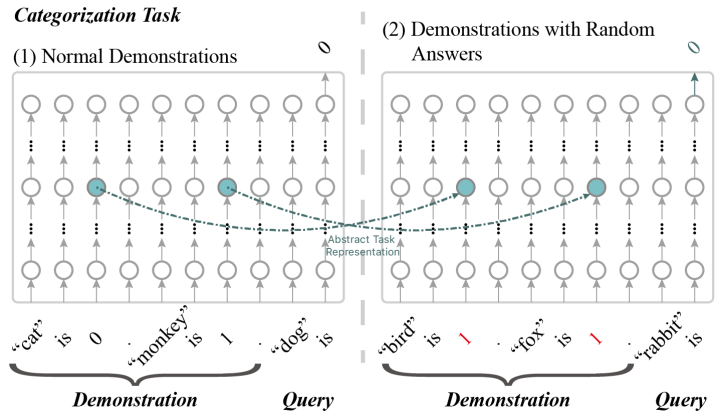 Categorization Task
(1) Normal Demonstrations
0
(2) Demonstrations with Random
Answers
0
Abstract Task
Representation
“cat” is 0 . “monkey” is 1 . “dog” is
“bird” is 1 . “fox” is 1 . “rabbit” is
Demonstration Query
Demonstration Query